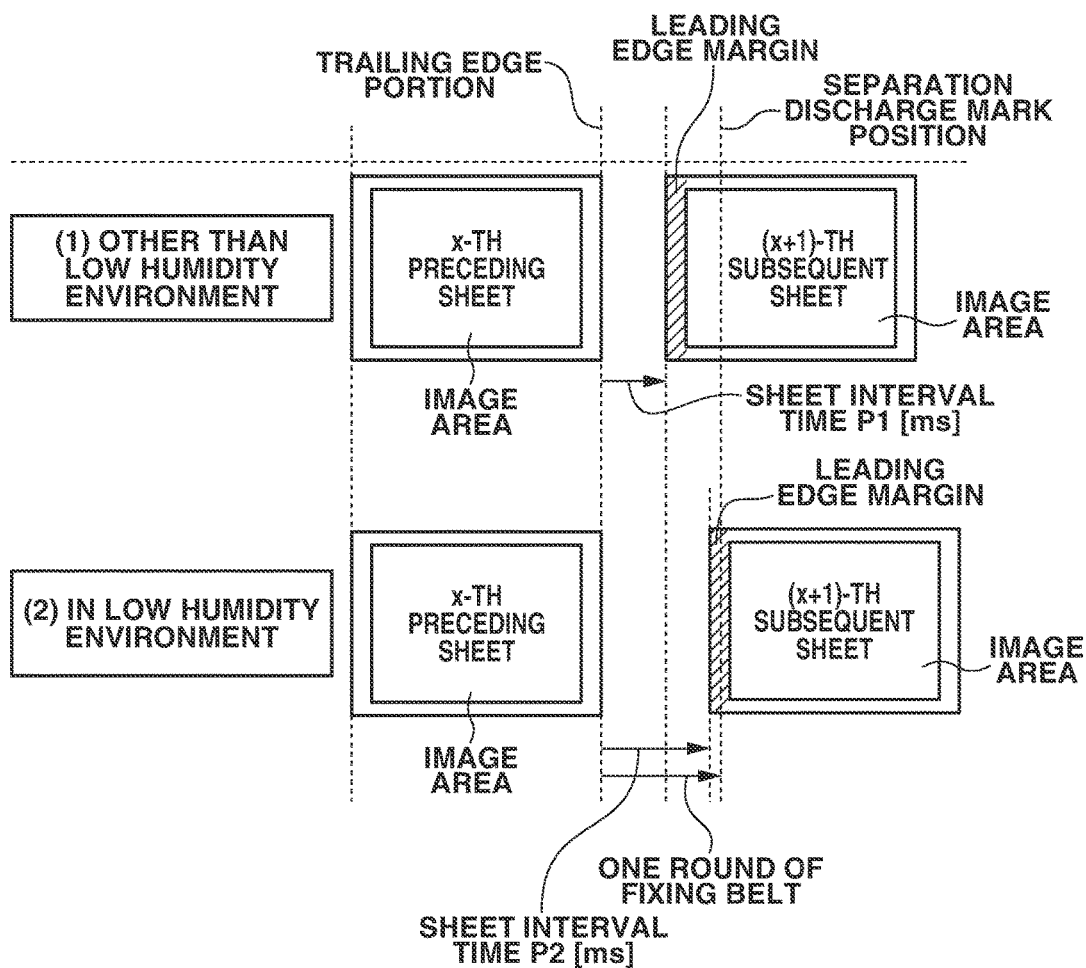 LEADING
EDGE MARGIN
TRAILING EDGE
PORTION
SEPARATION
DISCHARGE MARK
POSITION
(1) OTHER THAN
LOW HUMIDITY
ENVIRONMENT
x-TH
PRECEDING
SHEET
(x+1)-TH
SUBSEQUENT
SHEET
IMAGE
AREA
IMAGE
AREA
SHEET INTERVAL
TIME P1 [ms]
LEADING
EDGE MARGIN
(2) IN LOW HUMIDITY
ENVIRONMENT
x-TH
PRECEDING
SHEET
(x+1)-TH
SUBSEQUENT
SHEET
IMAGE
AREA
IMAGE
AREA
ONE ROUND OF
FIXING BELT
SHEET INTERVAL
TIME P2 [ms]